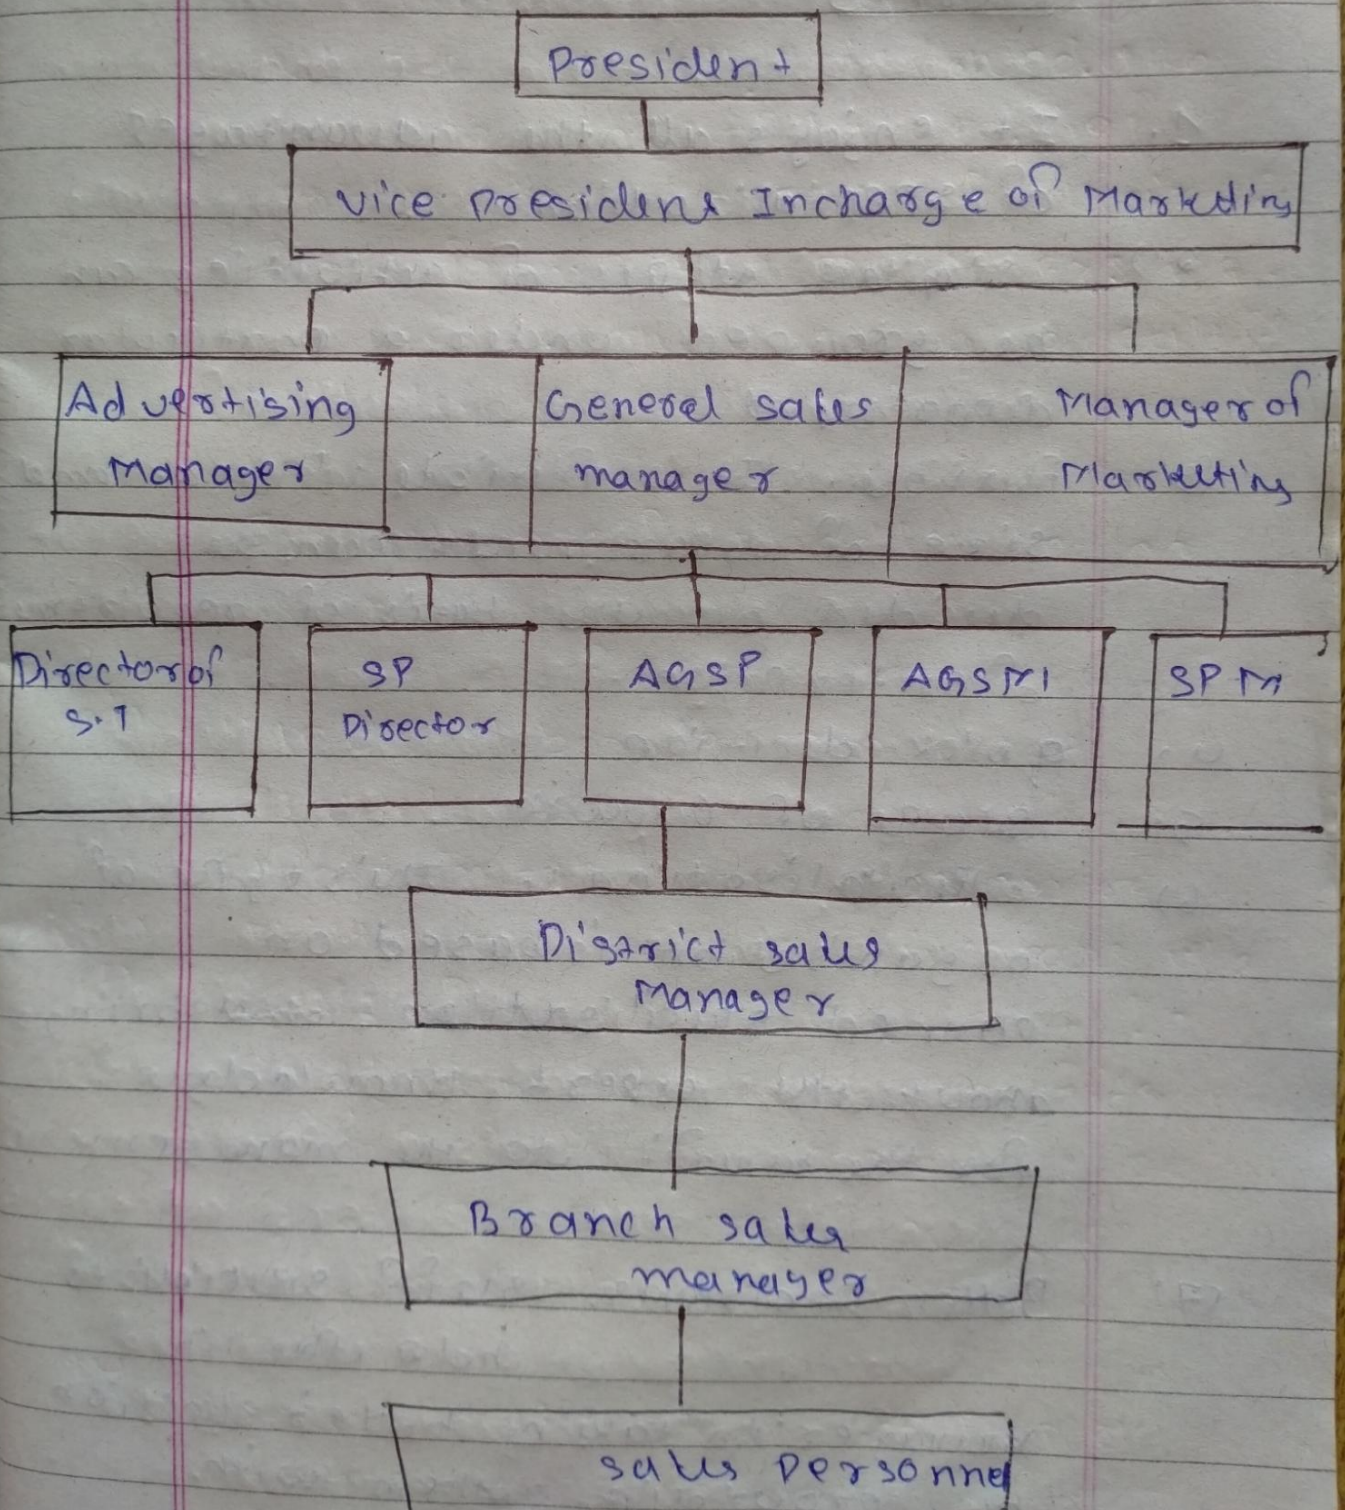 President
Vice President Incharge of Marketing
Advertising
Manager
General sales
manager
Manager of
Marketing
Director of
S.T
SP
Director
AGSP
AGSM
SPM
District sales
Manager
Branch sales
manager
sales personnel